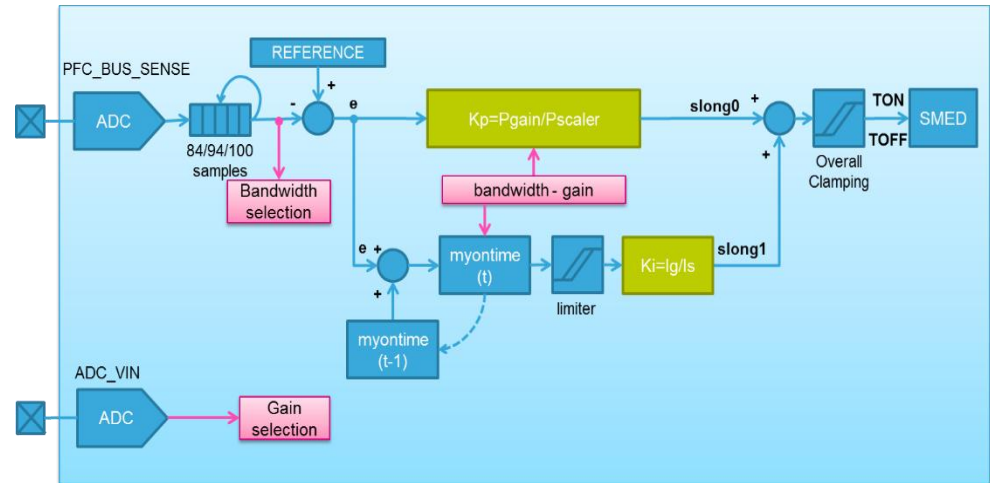 REFERENCE
PFC_BUS_SENSE
ADC
84/94/100
samples
+
-
e
Kp=Pgain/Pscaler
slong0
+
+
Overall
Clamping
TON
TOFF
SMED
Bandwidth
selection
bandwidth - gain
e
+
+
myontime
(t)
limiter
Ki=Ig/Is
slong1
myontime
(t-1)
ADC_VIN
ADC
Gain
selection